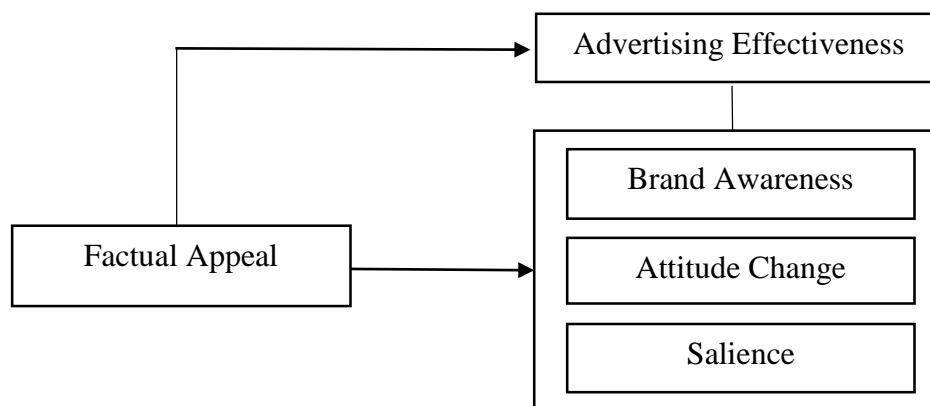 Advertising Effectiveness
Brand Awareness
Factual Appeal
Attitude Change
Salience